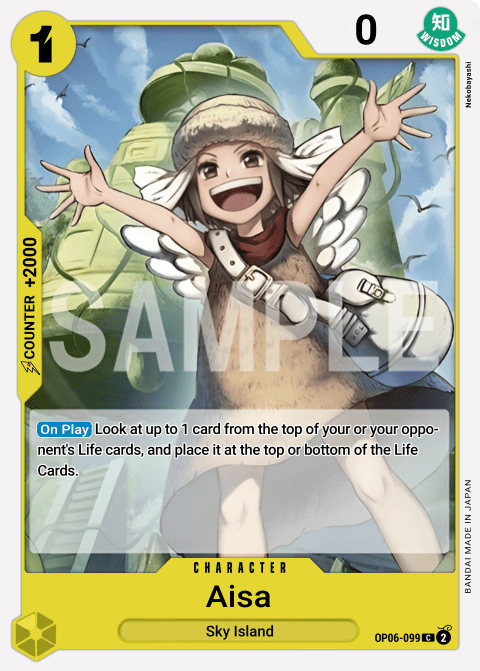 1
0
知
WISDOM
Nekobayashi
COUNTER +2000
SAMPLE
On Play Look at up to 1 card from the top of your or your oppo-
nent's Life cards, and place it at the top or bottom of the Life
Cards.
BANDAI MADE IN JAPAN
CHARACTER
Aisa
Sky Island
OP06-099 C 2